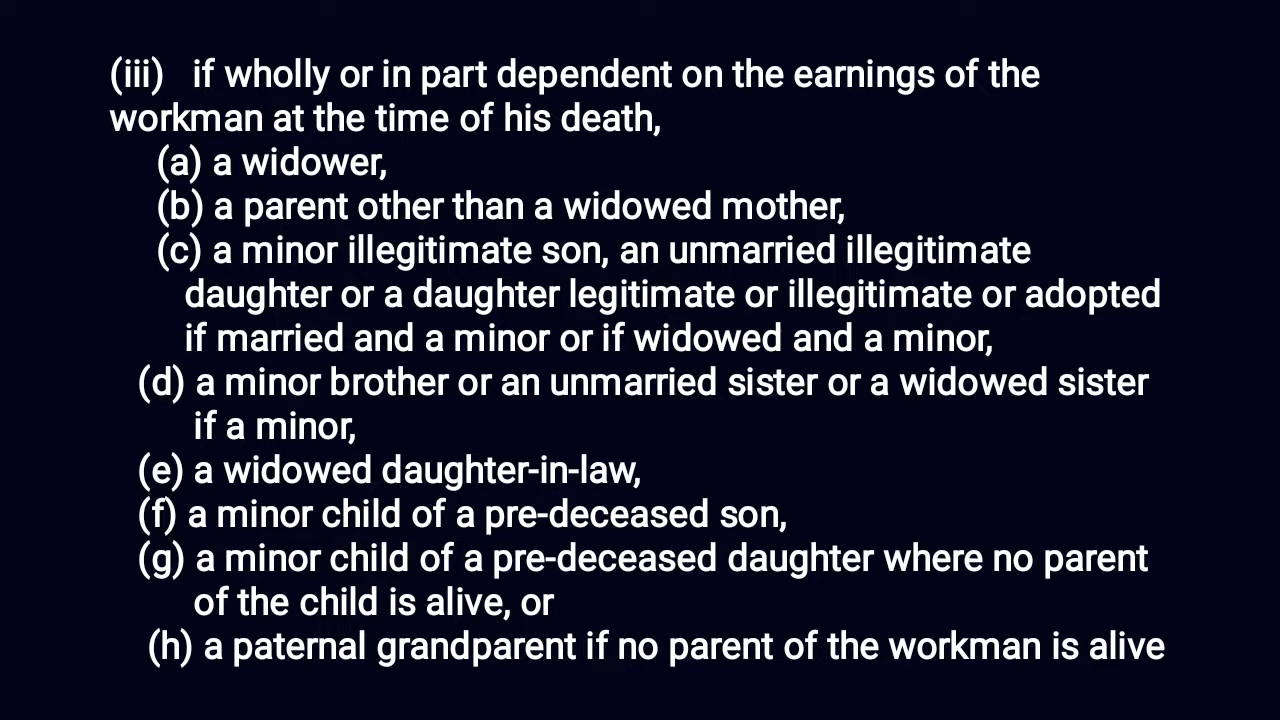 (iii) if wholly or in part dependent on the earnings of the
workman at the time of his death,
(a) a widower,
(b) a parent other than a widowed mother,
(c) a minor illegitimate son, an unmarried illegitimate
daughter or a daughter legitimate or illegitimate or adopted
if married and a minor or if widowed and a minor,
(d) a minor brother or an unmarried sister or a widowed sister
if a minor,
(e) a widowed daughter-in-law,
(f) a minor child of a pre-deceased son,
(g) a minor child of a pre-deceased daughter where no parent
of the child is alive, or
(h) a paternal grandparent if no parent of the workman is alive